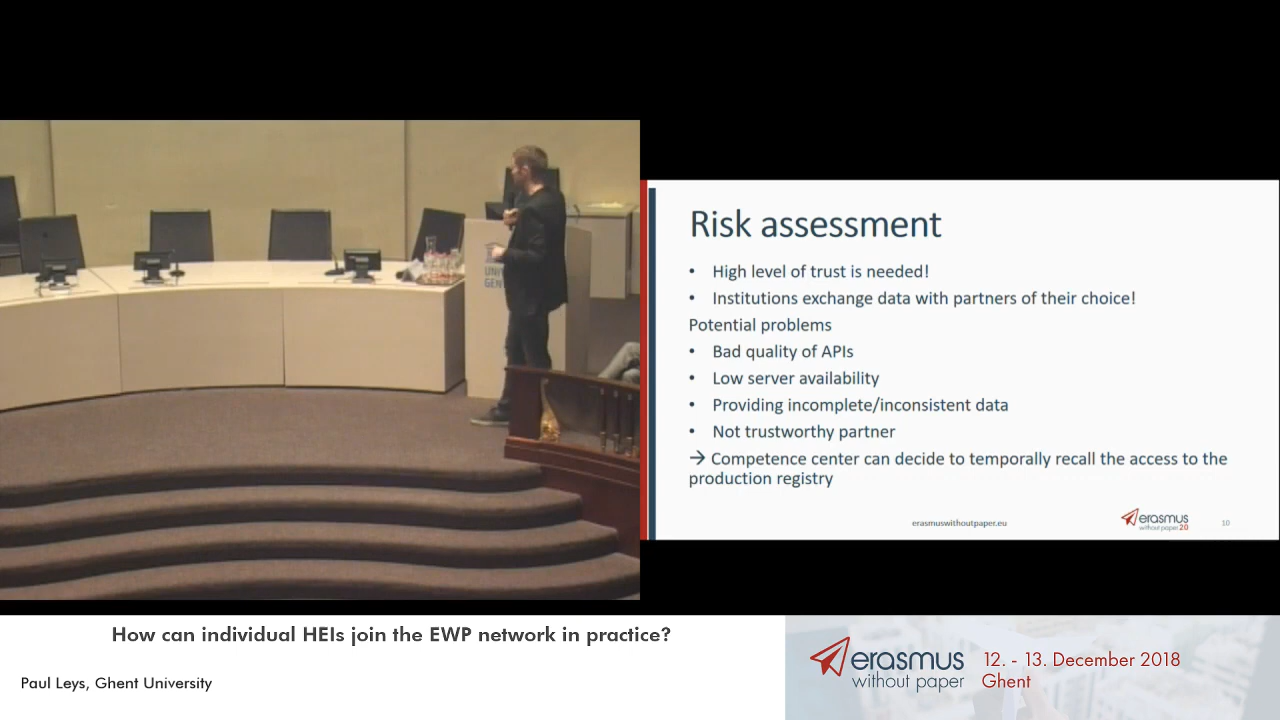 UNIV
GENT
Risk assessment
• High level of trust is needed!
• Institutions exchange data with partners of their choice!
Potential problems
• Bad quality of APIs
• Low server availability
• Providing incomplete/inconsistent data
• Not trustworthy partner
→ Competence center can decide to temporally recall the access to the
production registry
erasmuswithoutpaper.eu
erasmus
without paper 2.0
10
How can individual HEIs join the EWP network in practice?
Paul Leys, Ghent University
erasmus
without paper
12. - 13. December 2018
Ghent